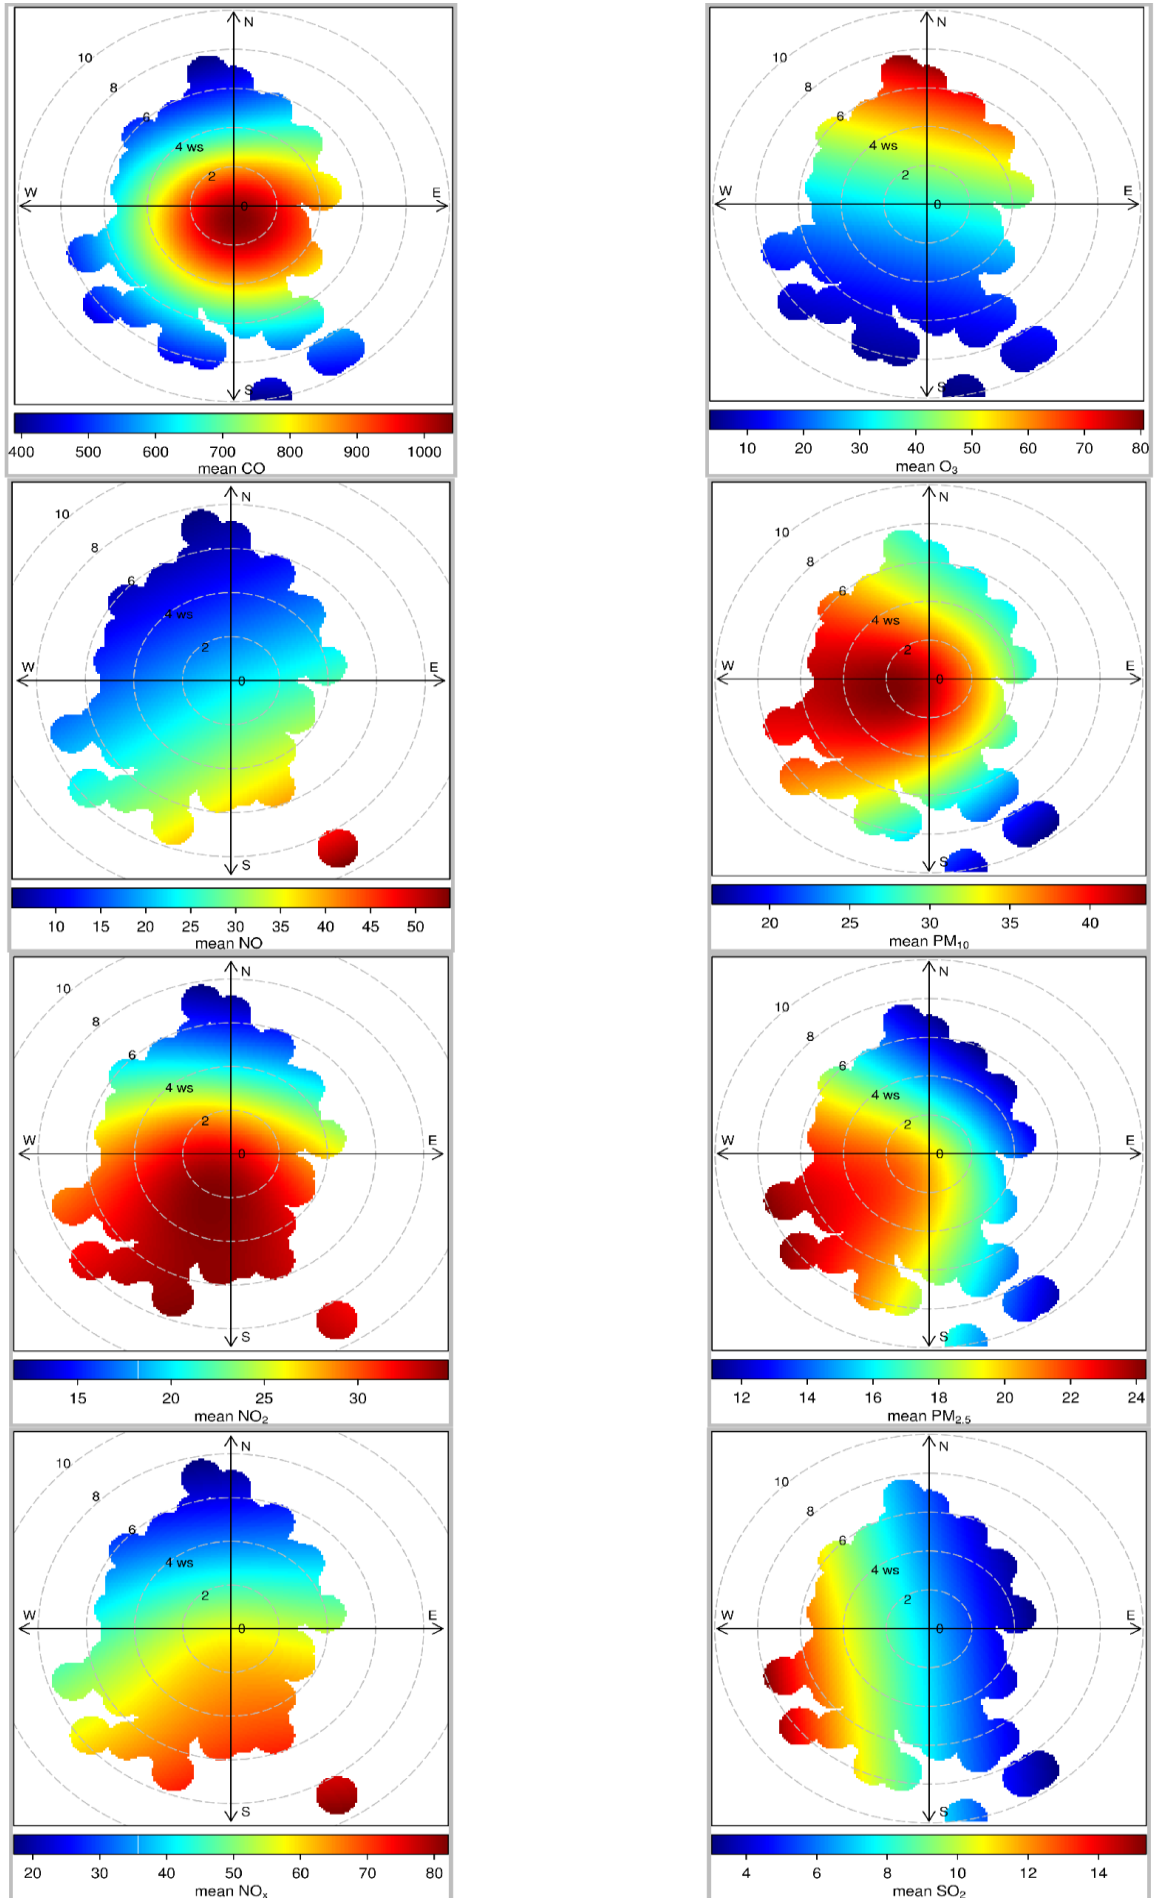 N
10
8
6
4 ws
2
W
E
0
S
400 500 600 700 800 900 1000
mean CO
N
10
8
6
4 ws
2
W
E
0
S
10 20 30 40 50 60 70 80
mean O₃
N
10
8
6
4 ws
2
W
E
0
S
10 15 20 25 30 35 40 45 50
mean NO
N
10
8
6
4 ws
2
W
E
0
S
20 25 30 35 40
mean PM₁₀
N
10
8
6
4 ws
2
W
E
0
S
15 20 25 30
mean NO₂
N
10
8
6
4 ws
2
W
E
0
S
12 14 16 18 20 22 24
mean PM₂.₅
N
10
8
6
4 ws
2
W
E
0
S
20 30 40 50 60 70 80
mean NOₓ
N
10
8
6
4 ws
2
W
E
0
S
4 6 8 10 12 14
mean SO₂